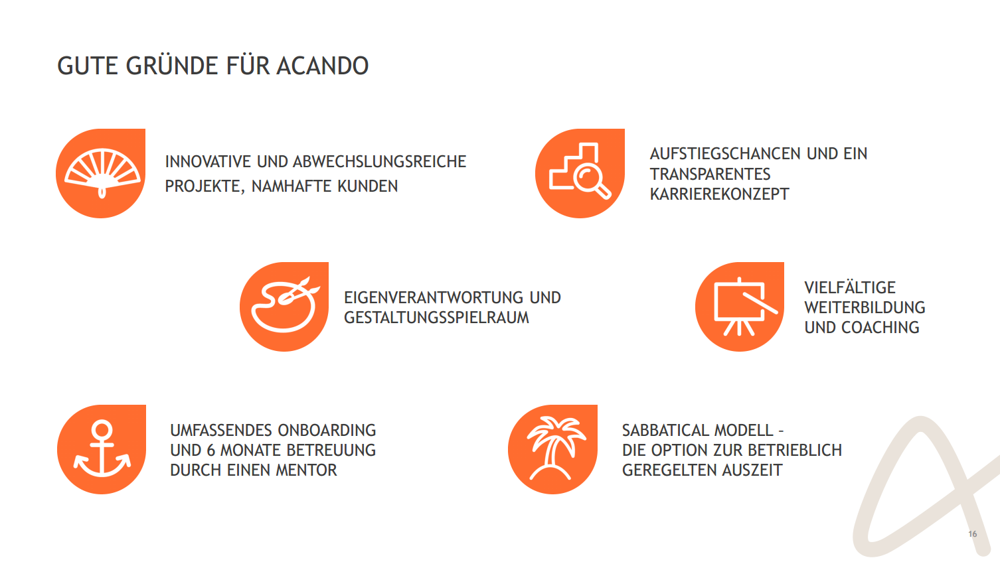 GUTE GRÜNDE FÜR ACANDO
INNOVATIVE UND ABWECHSLUNGSREICHE
PROJEKTE, NAMHAFTE KUNDEN
AUFSTIEGSCHANCEN UND EIN
TRANSPARENTES
KARRIEREKONZEPT
EIGENVERANTWORTUNG UND
GESTALTUNGSSPIELRAUM
VIELFÄLTIGE
WEITERBILDUNG
UND COACHING
UMFASSENDES ONBOARDING
UND 6 MONATE BETREUUNG
DURCH EINEN MENTOR
SABBATICAL MODELL –
DIE OPTION ZUR BETRIEBLICH
GEREGELTEN AUSZEIT
16